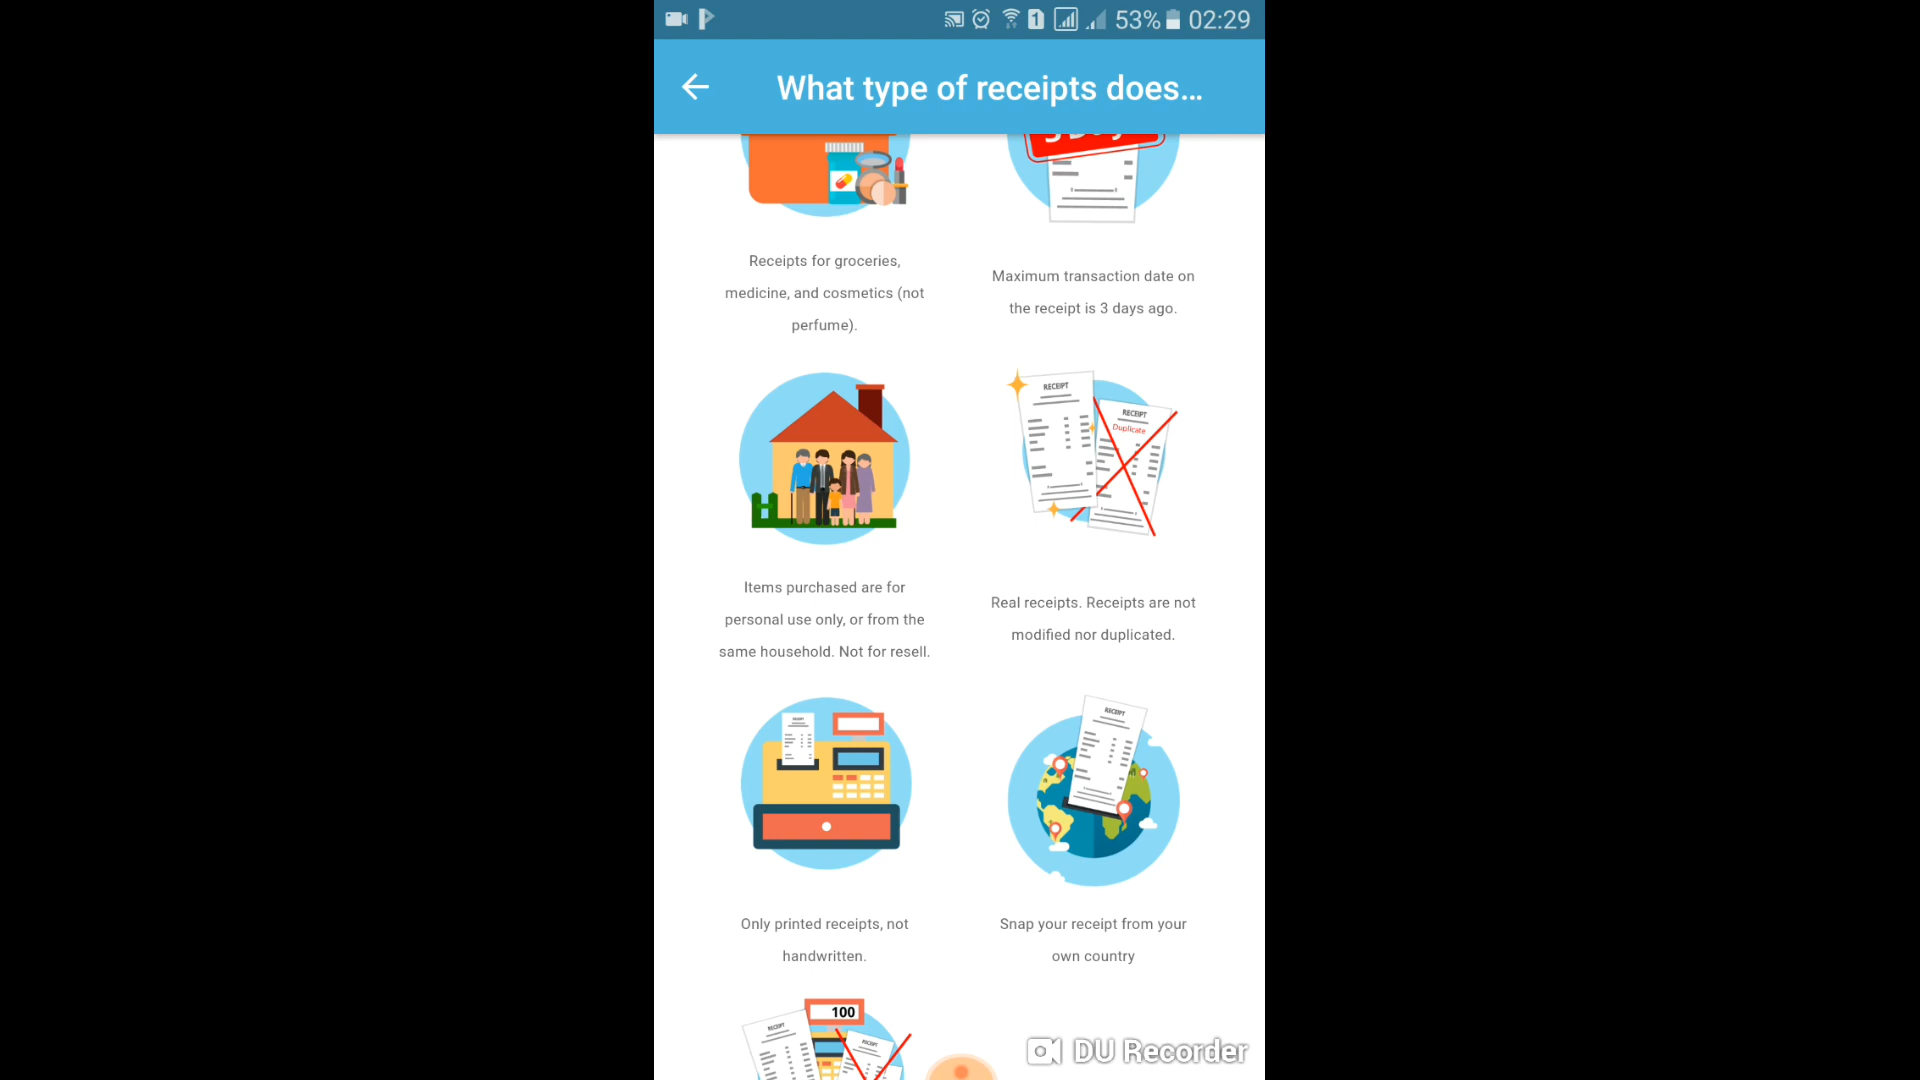 53% 02:29
What type of receipts does...
Receipts for groceries,
medicine, and cosmetics (not
perfume).
Maximum transaction date on
the receipt is 3 days ago.
RECEIPT
RECEIPT
Duplicate
Items purchased are for
personal use only, or from the
same household. Not for resell.
Real receipts. Receipts are not
modified nor duplicated.
RECEIPT
RECEIPT
Only printed receipts, not
handwritten.
Snap your receipt from your
own country
100
RECEIPT
RECEIPT
DU Recorder